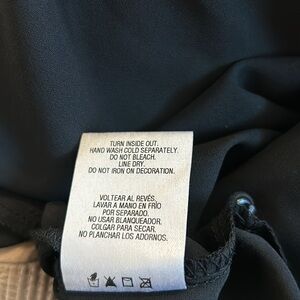 TURN INSIDE OUT.
HAND WASH COLD SEPARATELY.
DO NOT BLEACH.
LINE DRY.
DO NOT IRON ON DECORATION.
VOLTEAR AL REVÉS.
LAVAR A MANO EN FRÍO
POR SEPARADO.
NO USAR BLANQUEADOR.
COLGAR PARA SECAR.
NO PLANCHAR LOS ADORNOS.